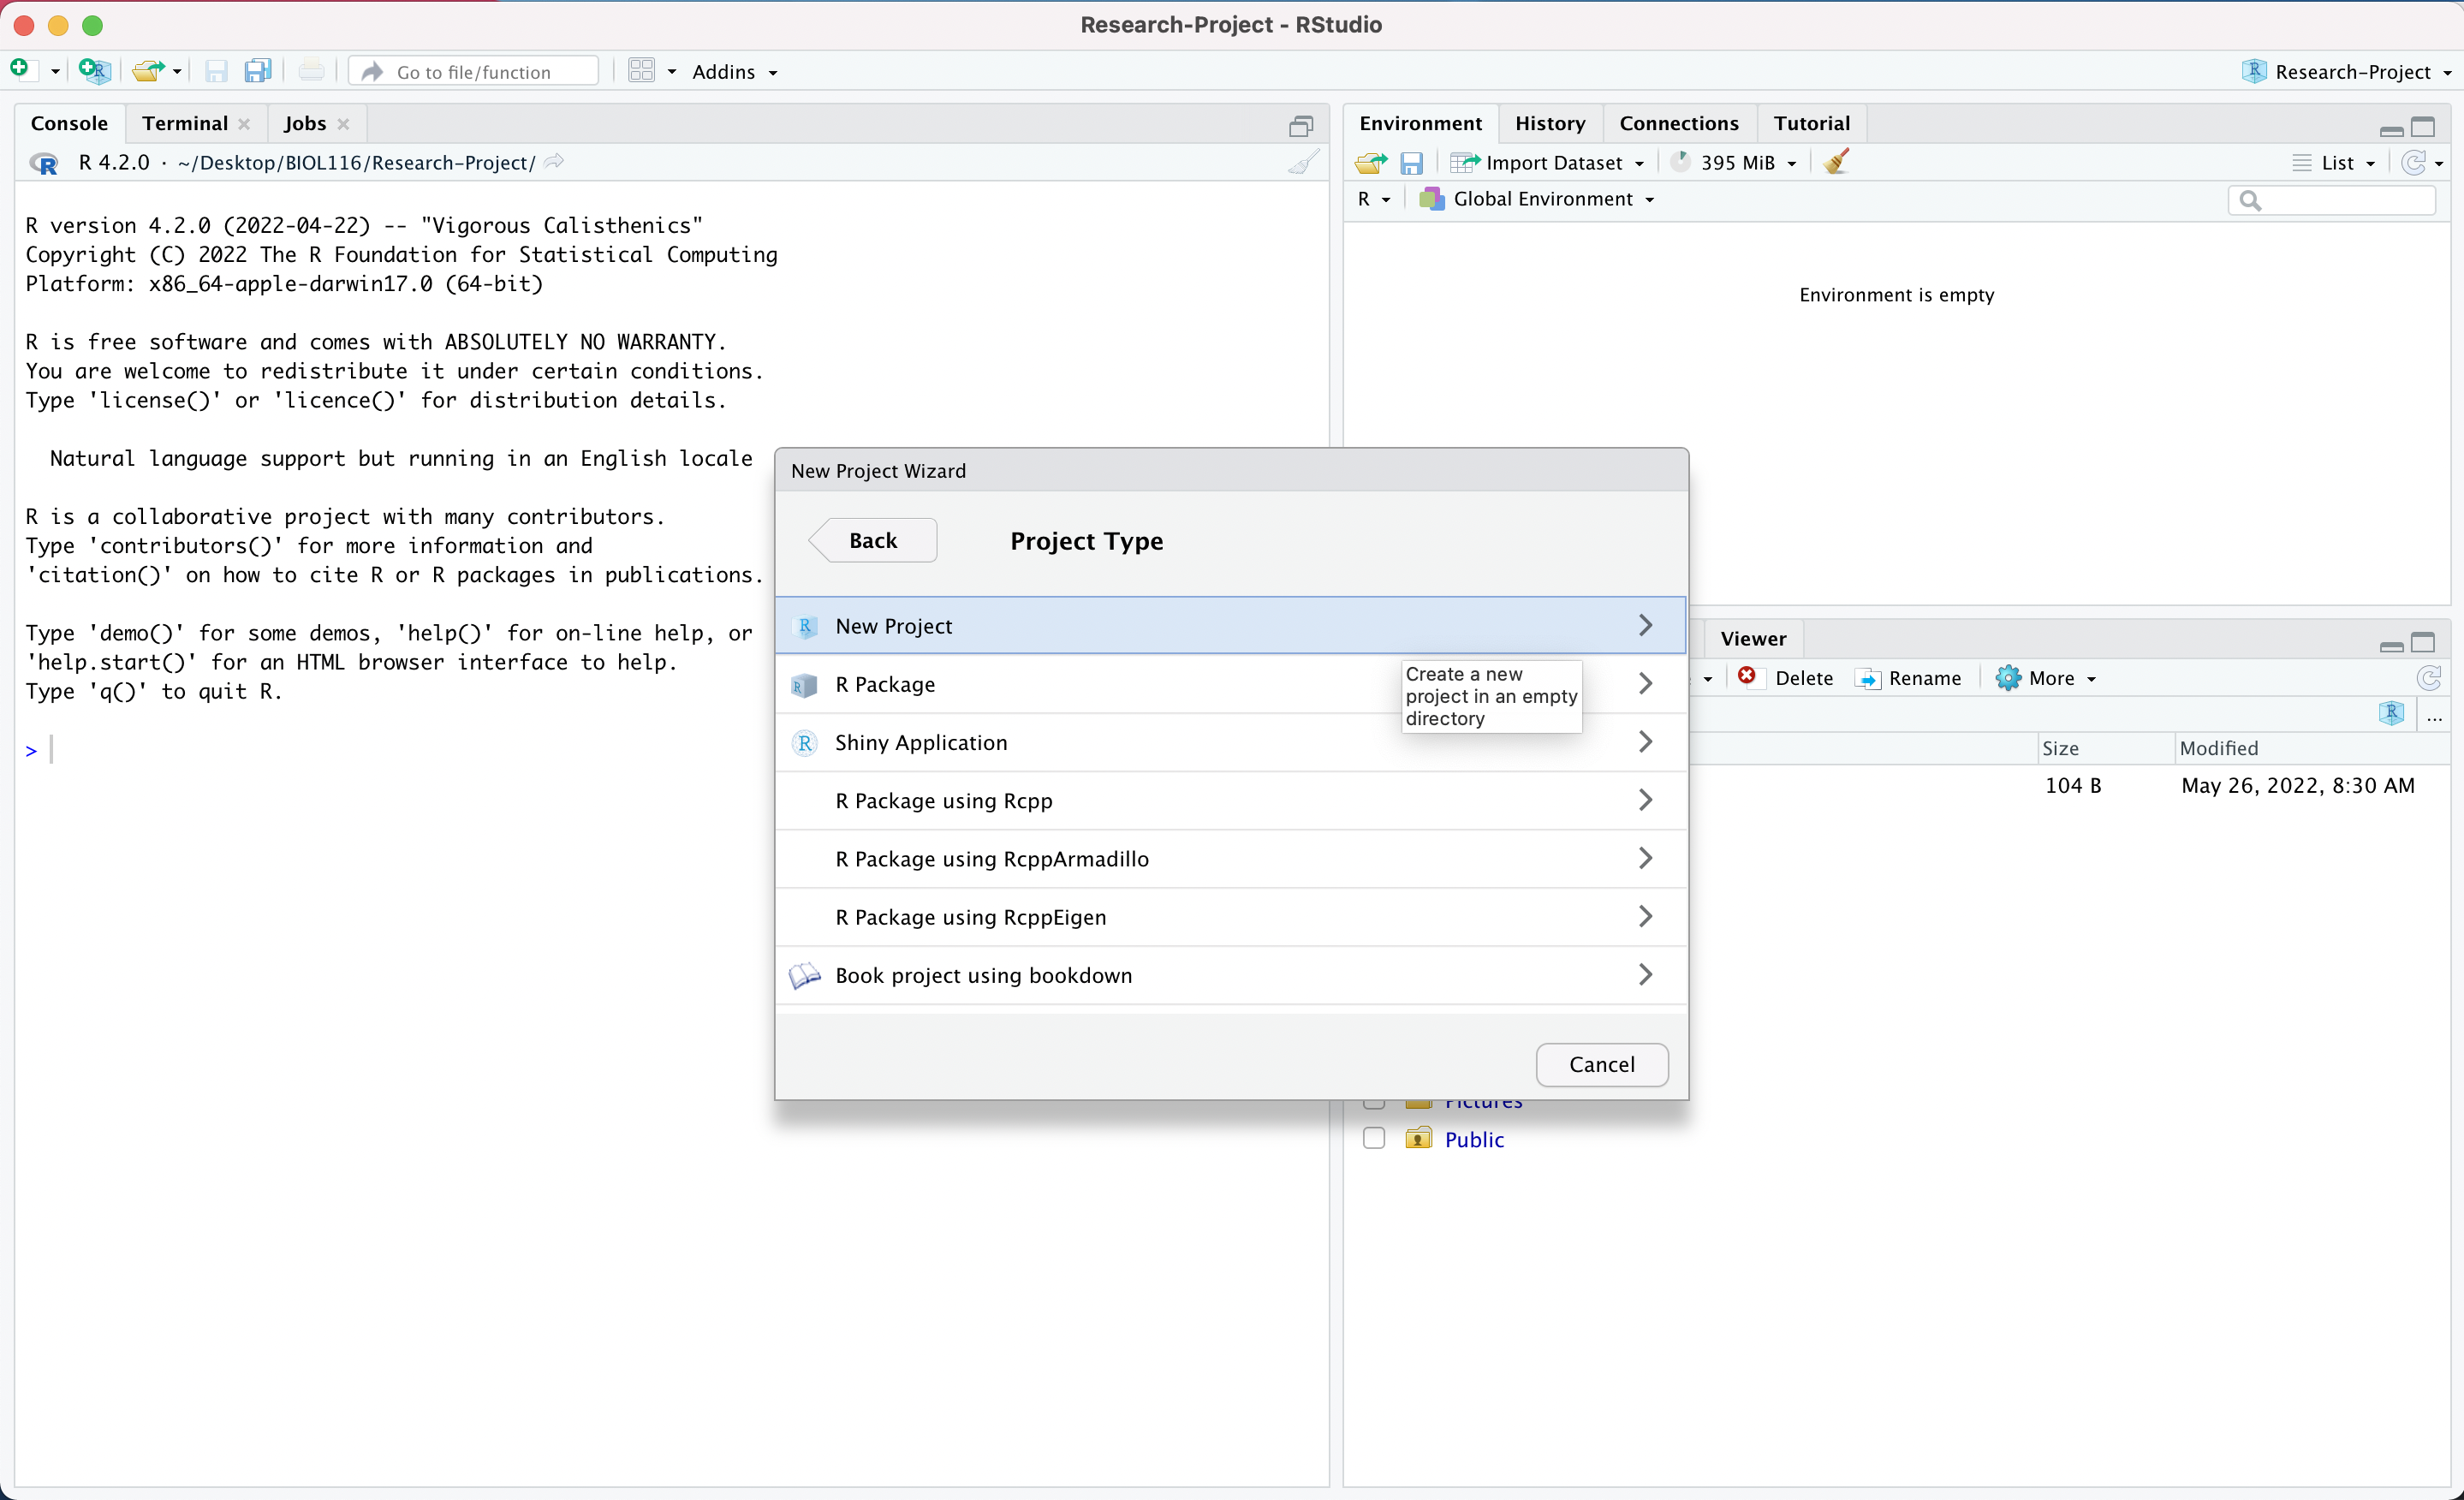 Research-Project - RStudio
Go to file/function
Addins
Research-Project
Console Terminal Jobs
R 4.2.0 · ~/Desktop/BIOL116/Research-Project/
R version 4.2.0 (2022-04-22) -- "Vigorous Calisthenics"
Copyright (C) 2022 The R Foundation for Statistical Computing
Platform: x86_64-apple-darwin17.0 (64-bit)
R is free software and comes with ABSOLUTELY NO WARRANTY.
You are welcome to redistribute it under certain conditions.
Type 'license()' or 'licence()' for distribution details.
Natural language support but running in an English locale
R is a collaborative project with many contributors.
Type 'contributors()' for more information and
'citation()' on how to cite R or R packages in publications.
Type 'demo()' for some demos, 'help()' for on-line help, or
'help.start()' for an HTML browser interface to help.
Type 'q()' to quit R.
>
Environment History Connections Tutorial
Import Dataset 395 MiB List
R Global Environment
Environment is empty
New Project Wizard
Back Project Type
New Project
R Package
Shiny Application
R Package using Rcpp
R Package using RcppArmadillo
R Package using RcppEigen
Book project using bookdown
Create a new
project in an empty
directory
Cancel
Viewer
Delete Rename More
...
Size Modified
104 B May 26, 2022, 8:30 AM
Pictures
Public